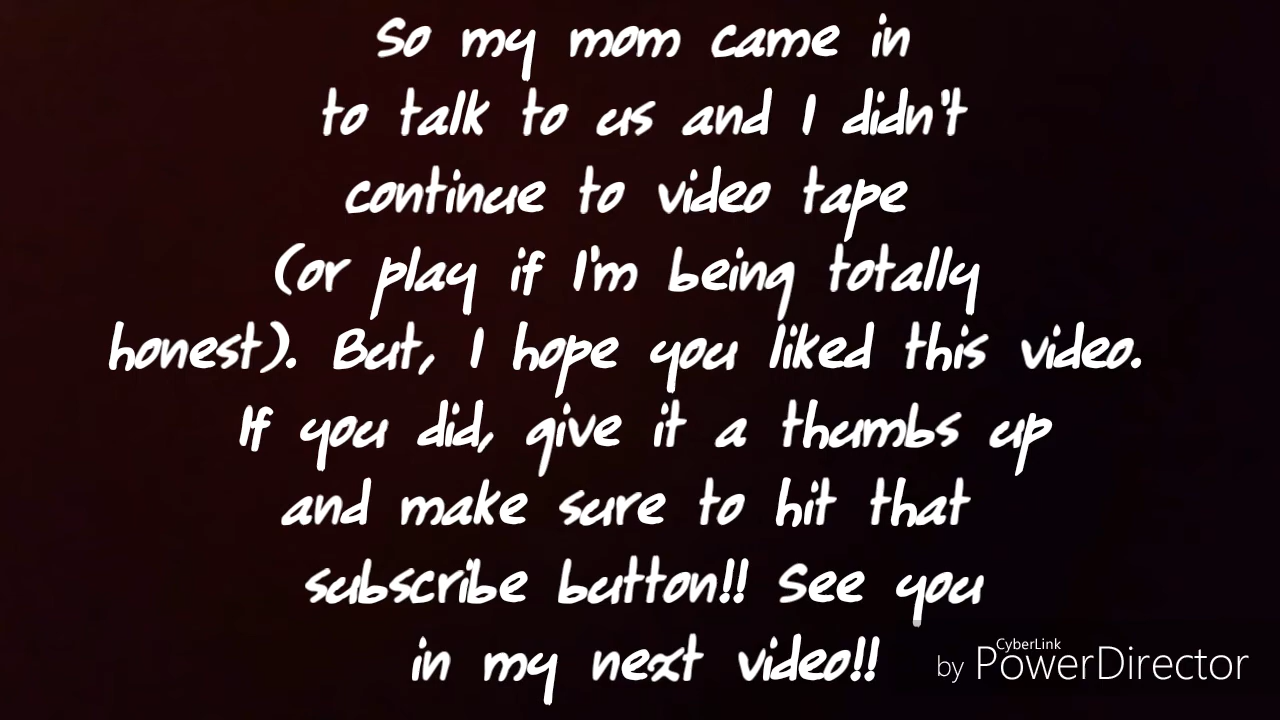 So my mom came in
to talk to us and I didn't
continue to video tape
(or play if I'm being totally
honest). But, I hope you liked this video.
If you did, give it a thumbs up
and make sure to hit that
subscribe button!! See you
in my next video!!
CyberLink
by PowerDirector